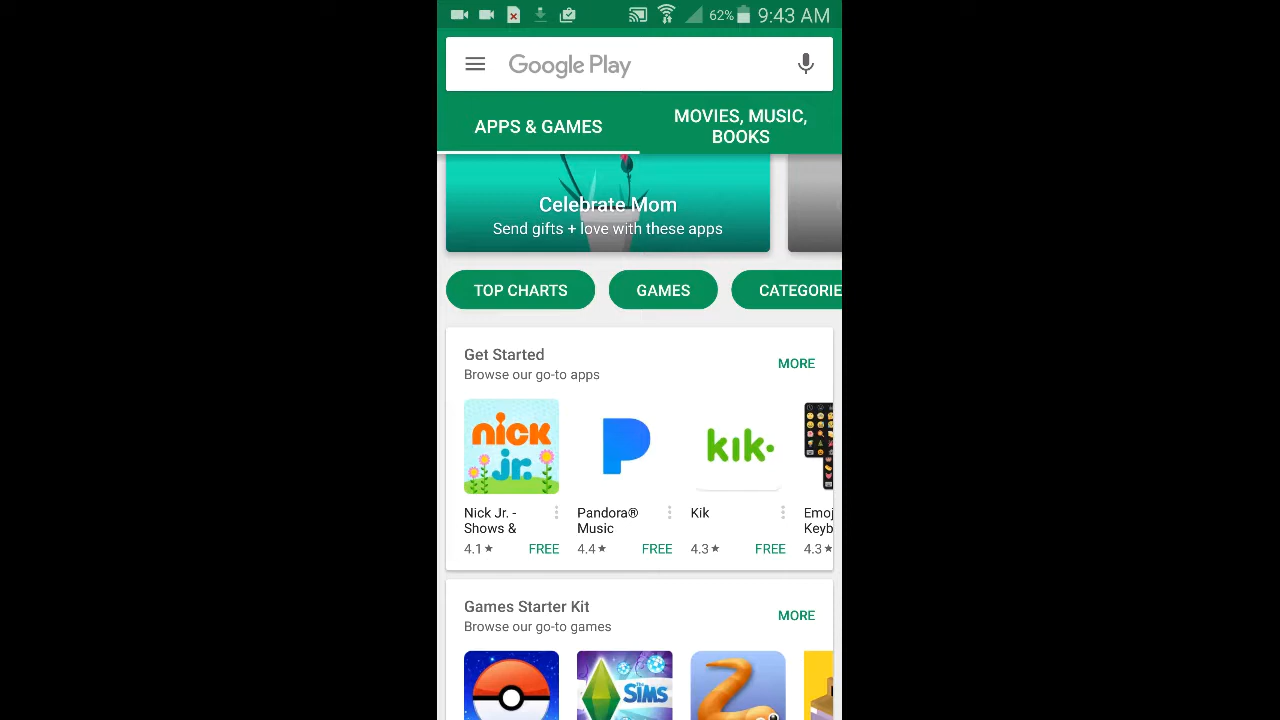 62% 9:43 AM
Google Play
APPS & GAMES
MOVIES, MUSIC,
BOOKS
Celebrate Mom
Send gifts + love with these apps
TOP CHARTS
GAMES
CATEGORIE
Get Started
Browse our go-to apps
MORE
nick
jr.
kik.
Nick Jr. -
Shows &
4.1★ FREE
Pandora®
Music
4.4★ FREE
Kik
4.3★ FREE
Emoj
Keyb
4.3★
Games Starter Kit
Browse our go-to games
MORE
THE
SIMS